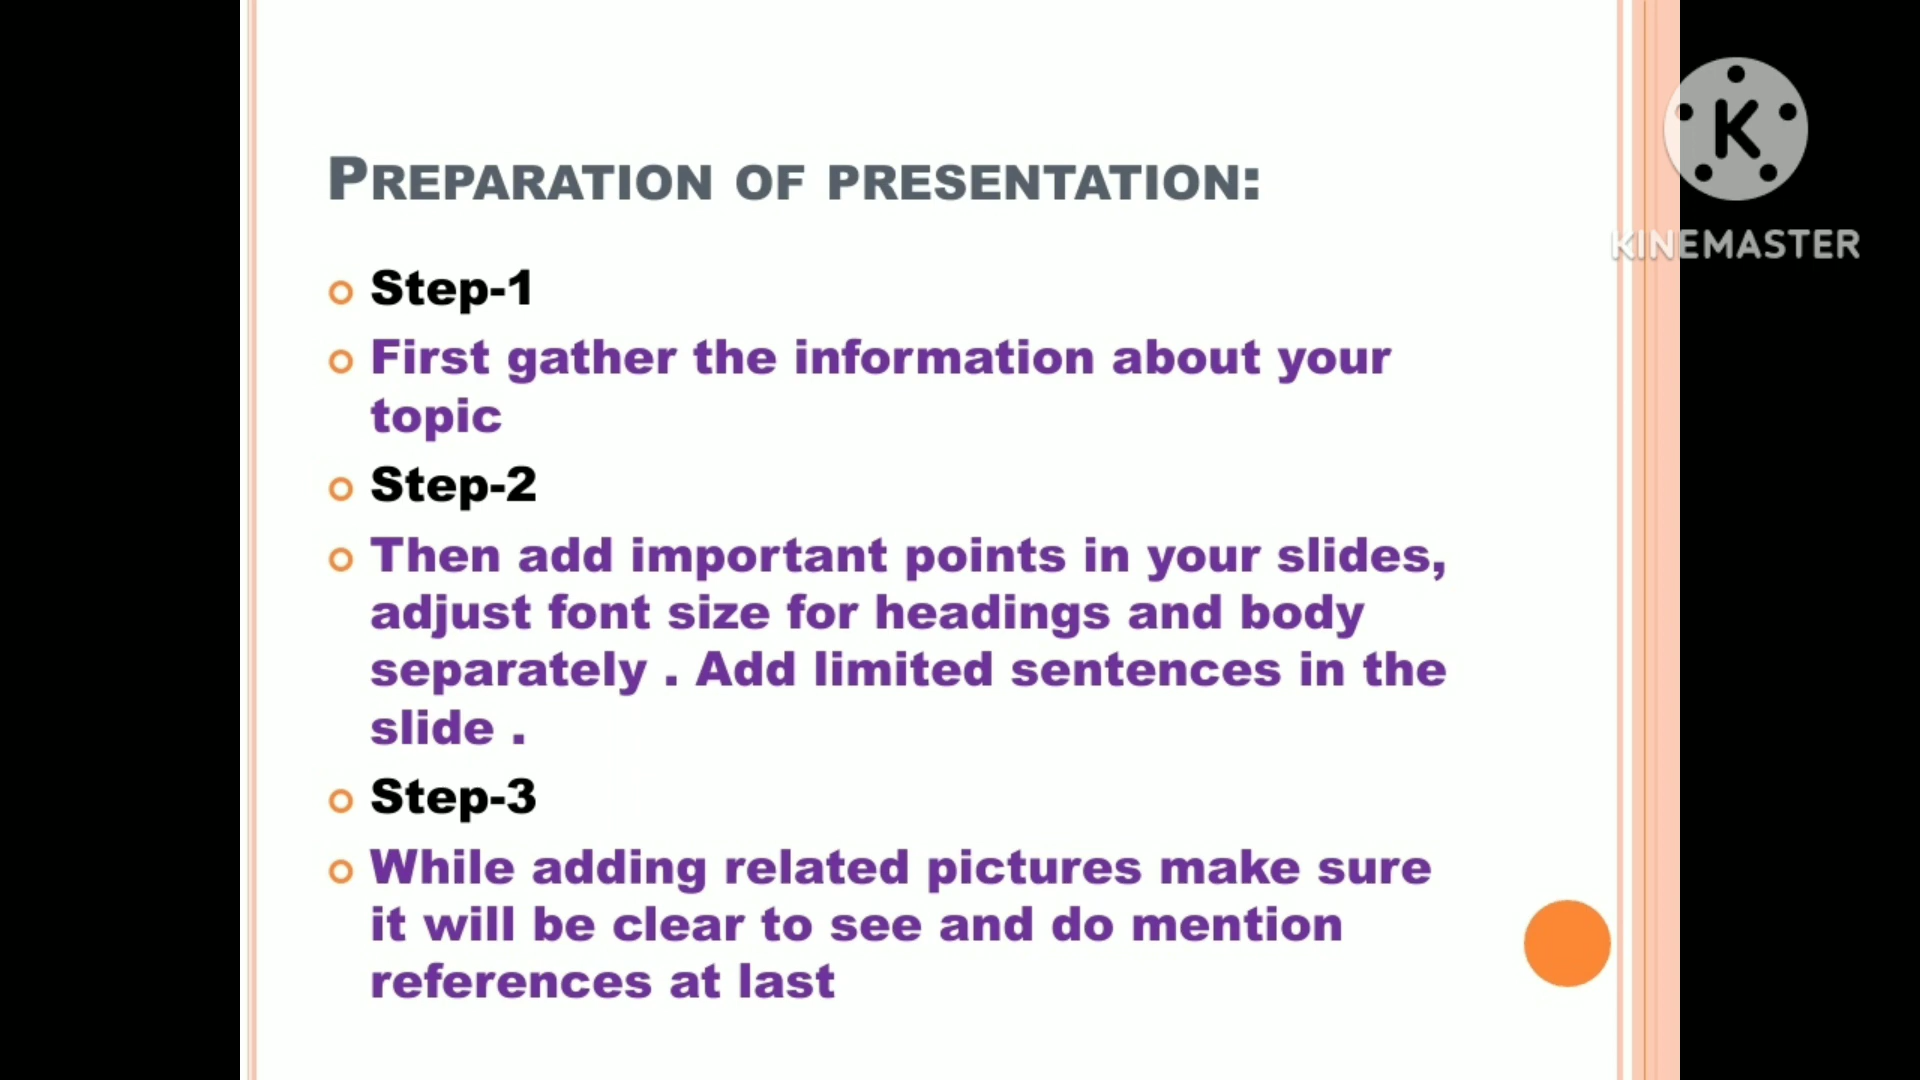 PREPARATION OF PRESENTATION:
K
KINEMASTER
Step-1
First gather the information about your
topic
Step-2
Then add important points in your slides,
adjust font size for headings and body
separately . Add limited sentences in the
slide .
Step-3
While adding related pictures make sure
it will be clear to see and do mention
references at last